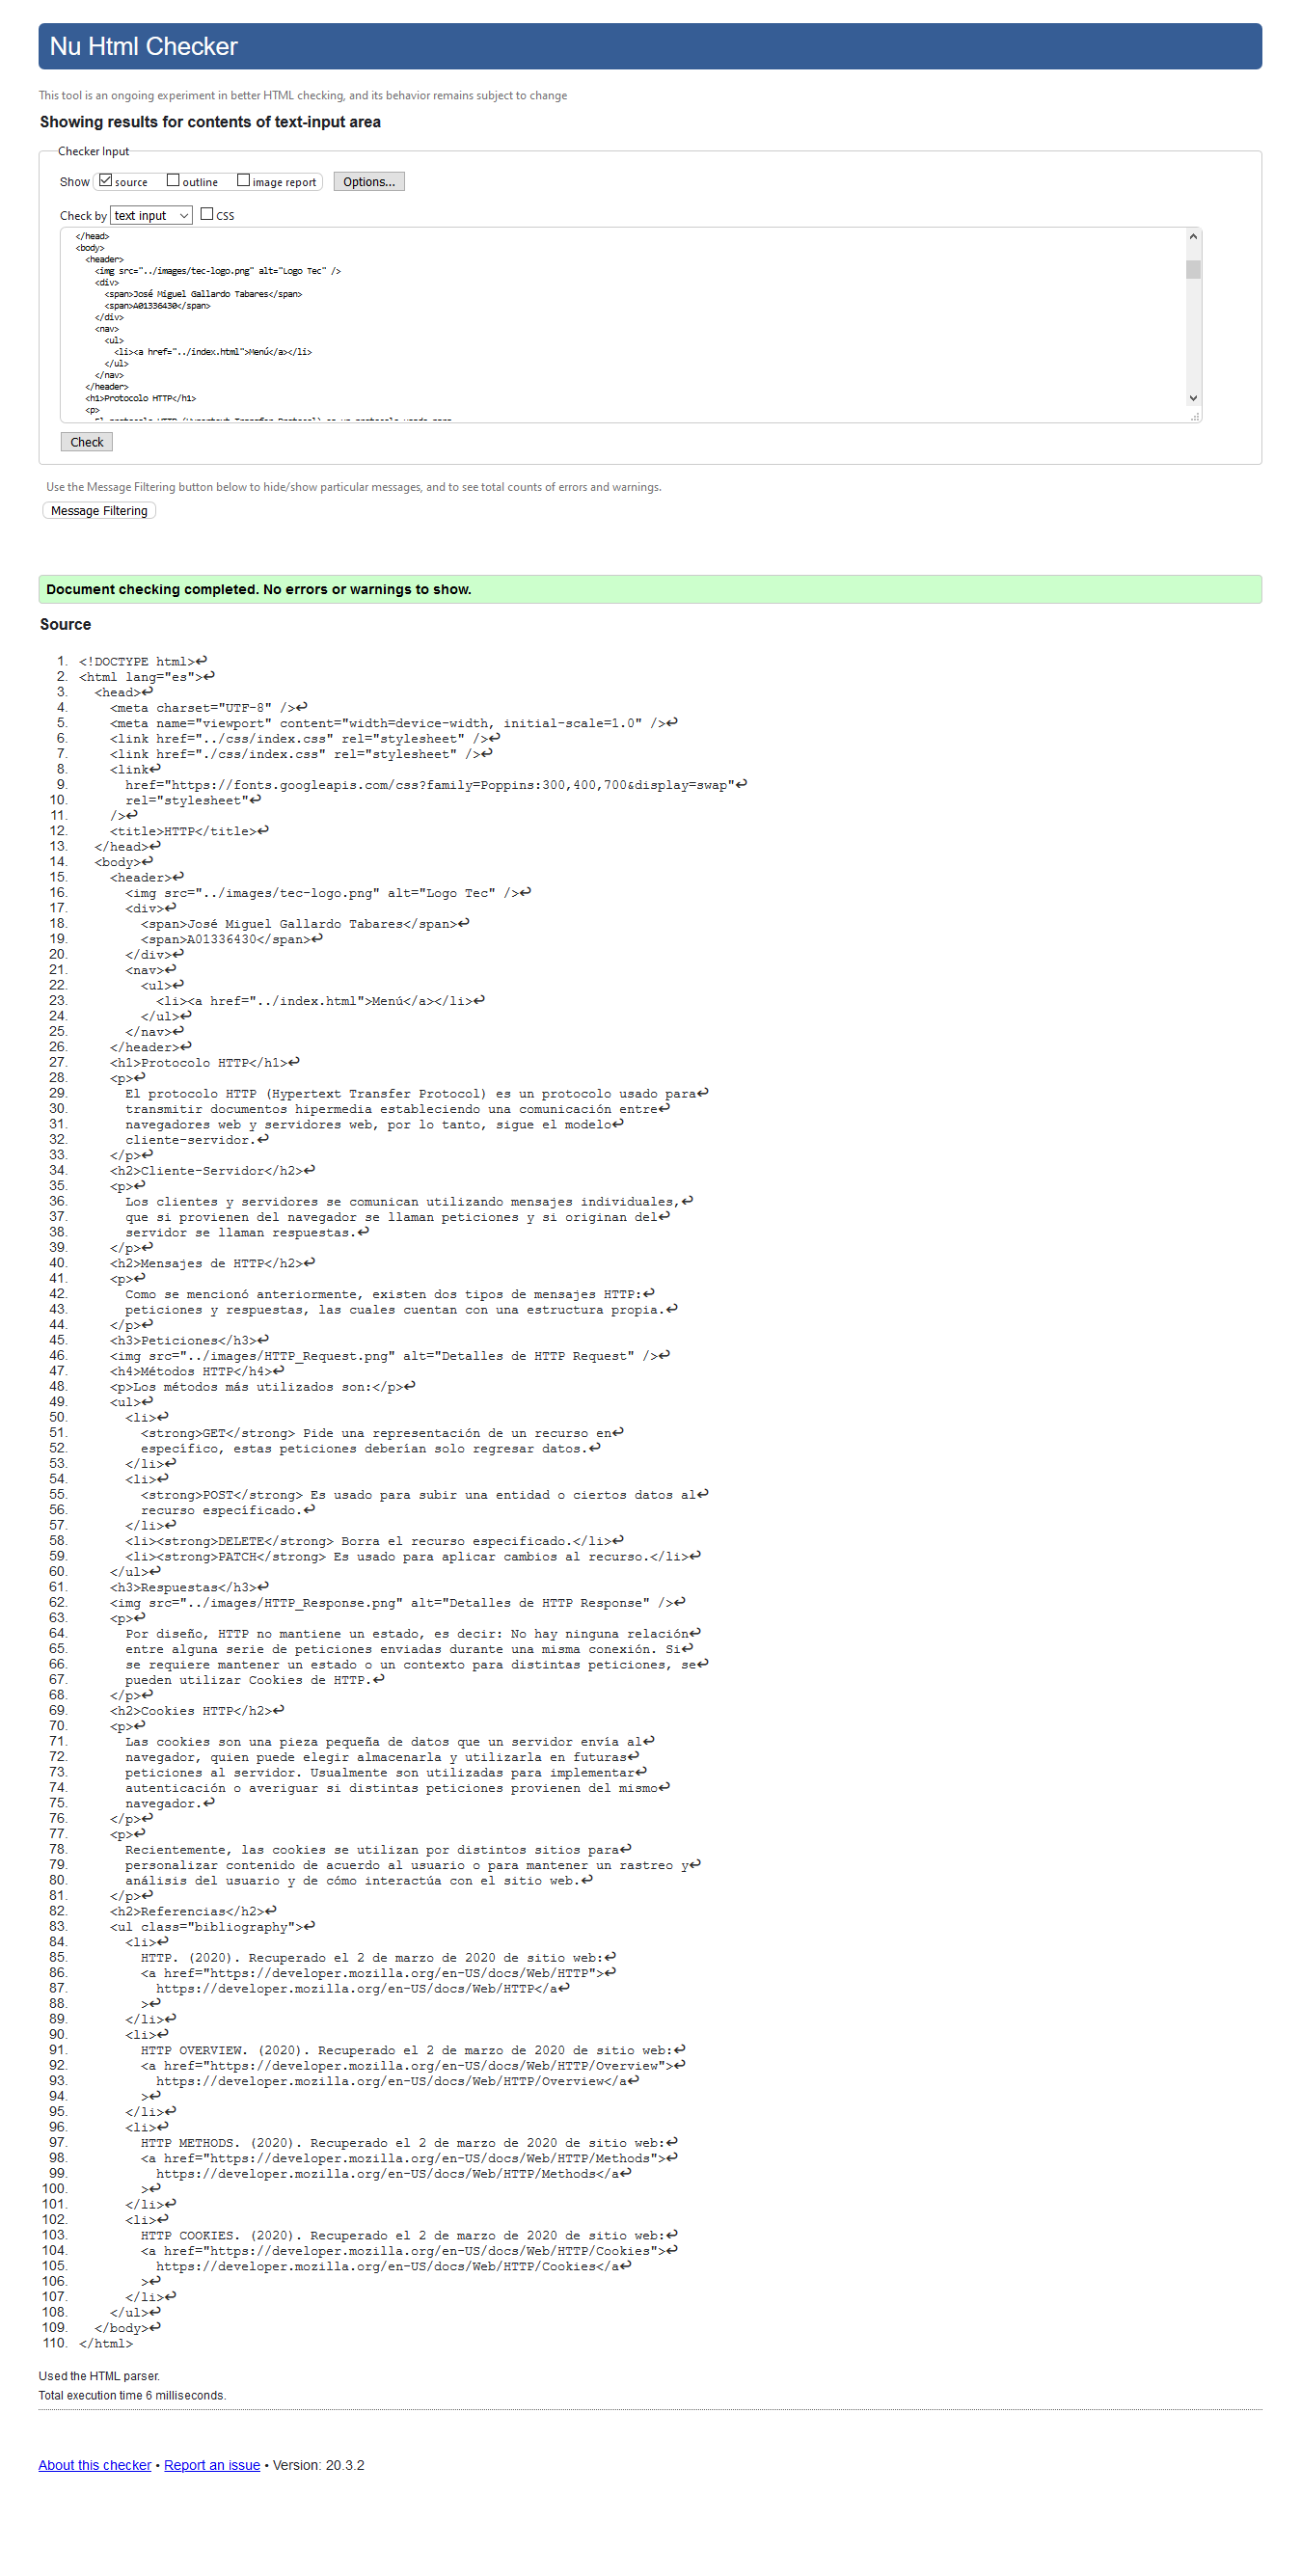 Nu Html Checker
This tool is an ongoing experiment in better HTML checking, and its behavior remains subject to change
Showing results for contents of text-input area
Checker Input
Show source outline image report Options...
Check by text input CSS
</head>
<body>
<header>
<img src="../images/tec-logo.png" alt="Logo Tec" />
<div>
<span>José Miguel Gallardo Tabares</span>
<span>A01336430</span>
</div>
<nav>
<ul>
<li><a href="../index.html">Menú</a></li>
</ul>
</nav>
</header>
<h1>Protocolo HTTP</h1>
<p>
El protocolo HTTP (Hypertext Transfer Protocol) es un protocolo usado para
Check
Use the Message Filtering button below to hide/show particular messages, and to see total counts of errors and warnings.
Message Filtering
Document checking completed. No errors or warnings to show.
Source
1. <!DOCTYPE html>↩
2. <html lang="es">↩
3. <head>↩
4. <meta charset="UTF-8" />↩
5. <meta name="viewport" content="width=device-width, initial-scale=1.0" />↩
6. <link href="../css/index.css" rel="stylesheet" />↩
7. <link href="./css/index.css" rel="stylesheet" />↩
8. <link↩
9. href="https://fonts.googleapis.com/css?family=Poppins:300,400,700&display=swap"↩
10. rel="stylesheet"↩
11. />↩
12. <title>HTTP</title>↩
13. </head>↩
14. <body>↩
15. <header>↩
16. <img src="../images/tec-logo.png" alt="Logo Tec" />↩
17. <div>↩
18. <span>José Miguel Gallardo Tabares</span>↩
19. <span>A01336430</span>↩
20. </div>↩
21. <nav>↩
22. <ul>↩
23. <li><a href="../index.html">Menú</a></li>↩
24. </ul>↩
25. </nav>↩
26. </header>↩
27. <h1>Protocolo HTTP</h1>↩
28. <p>↩
29. El protocolo HTTP (Hypertext Transfer Protocol) es un protocolo usado para↩
30. transmitir documentos hipermedia estableciendo una comunicación entre↩
31. navegadores web y servidores web, por lo tanto, sigue el modelo↩
32. cliente-servidor.↩
33. </p>↩
34. <h2>Cliente-Servidor</h2>↩
35. <p>↩
36. Los clientes y servidores se comunican utilizando mensajes individuales,↩
37. que si provienen del navegador se llaman peticiones y si originan del↩
38. servidor se llaman respuestas.↩
39. </p>↩
40. <h2>Mensajes de HTTP</h2>↩
41. <p>↩
42. Como se mencionó anteriormente, existen dos tipos de mensajes HTTP:↩
43. peticiones y respuestas, las cuales cuentan con una estructura propia.↩
44. </p>↩
45. <h3>Peticiones</h3>↩
46. <img src="../images/HTTP_Request.png" alt="Detalles de HTTP Request" />↩
47. <h4>Métodos HTTP</h4>↩
48. <p>Los métodos más utilizados son:</p>↩
49. <ul>↩
50. <li>↩
51. <strong>GET</strong> Pide una representación de un recurso en↩
52. específico, estas peticiones deberían solo regresar datos.↩
53. </li>↩
54. <li>↩
55. <strong>POST</strong> Es usado para subir una entidad o ciertos datos al↩
56. recurso específicado.↩
57. </li>↩
58. <li><strong>DELETE</strong> Borra el recurso especificado.</li>↩
59. <li><strong>PATCH</strong> Es usado para aplicar cambios al recurso.</li>↩
60. </ul>↩
61. <h3>Respuestas</h3>↩
62. <img src="../images/HTTP_Response.png" alt="Detalles de HTTP Response" />↩
63. <p>↩
64. Por diseño, HTTP no mantiene un estado, es decir: No hay ninguna relación↩
65. entre alguna serie de peticiones enviadas durante una misma conexión. Si↩
66. se requiere mantener un estado o un contexto para distintas peticiones, se↩
67. pueden utilizar Cookies de HTTP.↩
68. </p>↩
69. <h2>Cookies HTTP</h2>↩
70. <p>↩
71. Las cookies son una pieza pequeña de datos que un servidor envía al↩
72. navegador, quien puede elegir almacenarla y utilizarla en futuras↩
73. peticiones al servidor. Usualmente son utilizadas para implementar↩
74. autenticación o averiguar si distintas peticiones provienen del mismo↩
75. navegador.↩
76. </p>↩
77. <p>↩
78. Recientemente, las cookies se utilizan por distintos sitios para↩
79. personalizar contenido de acuerdo al usuario o para mantener un rastreo y↩
80. análisis del usuario y de cómo interactúa con el sitio web.↩
81. </p>↩
82. <h2>Referencias</h2>↩
83. <ul class="bibliography">↩
84. <li>↩
85. HTTP. (2020). Recuperado el 2 de marzo de 2020 de sitio web:↩
86. <a href="https://developer.mozilla.org/en-US/docs/Web/HTTP">↩
87. https://developer.mozilla.org/en-US/docs/Web/HTTP</a↩
88. >↩
89. </li>↩
90. <li>↩
91. HTTP OVERVIEW. (2020). Recuperado el 2 de marzo de 2020 de sitio web:↩
92. <a href="https://developer.mozilla.org/en-US/docs/Web/HTTP/Overview">↩
93. https://developer.mozilla.org/en-US/docs/Web/HTTP/Overview</a↩
94. >↩
95. </li>↩
96. <li>↩
97. HTTP METHODS. (2020). Recuperado el 2 de marzo de 2020 de sitio web:↩
98. <a href="https://developer.mozilla.org/en-US/docs/Web/HTTP/Methods">↩
99. https://developer.mozilla.org/en-US/docs/Web/HTTP/Methods</a↩
100. >↩
101. </li>↩
102. <li>↩
103. HTTP COOKIES. (2020). Recuperado el 2 de marzo de 2020 de sitio web:↩
104. <a href="https://developer.mozilla.org/en-US/docs/Web/HTTP/Cookies">↩
105. https://developer.mozilla.org/en-US/docs/Web/HTTP/Cookies</a↩
106. >↩
107. </li>↩
108. </ul>↩
109. </body>↩
110. </html>
Used the HTML parser.
Total execution time 6 milliseconds.
About this checker • Report an issue • Version: 20.3.2